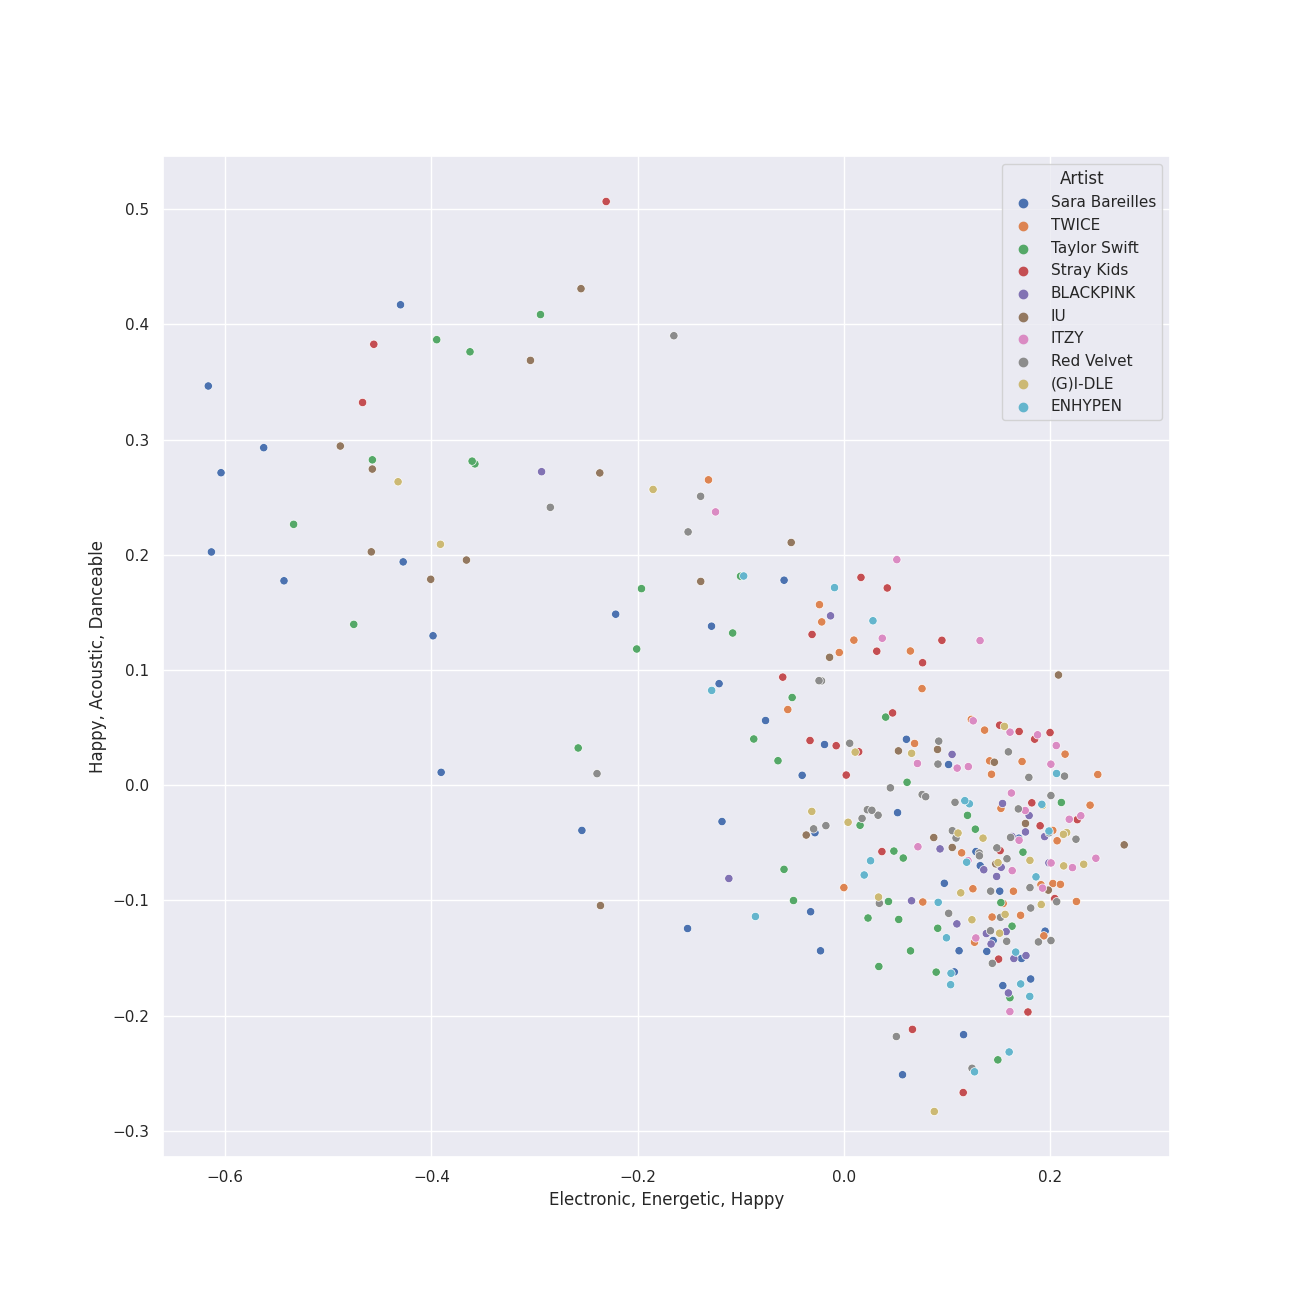 Artist
Sara Bareilles
TWICE
Taylor Swift
Stray Kids
BLACKPINK
IU
ITZY
Red Velvet
(G)I-DLE
ENHYPEN
0.5
0.4
0.3
0.2
0.1
0.0
−0.1
−0.2
−0.3
Happy, Acoustic, Danceable
−0.6
−0.4
−0.2
0.0
0.2
Electronic, Energetic, Happy